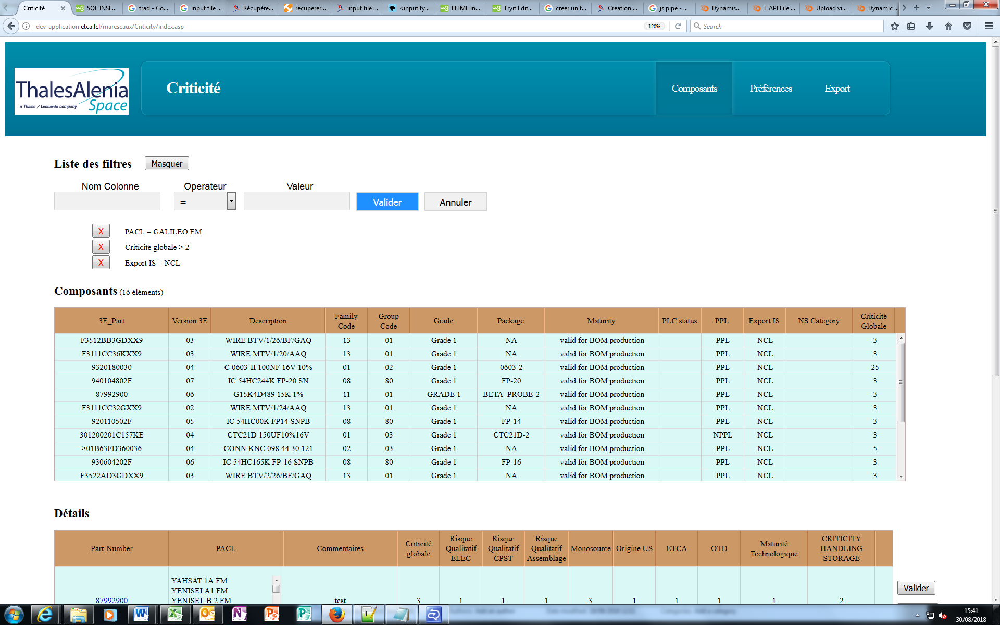 Criticité
SQL INSE...
trad - Go...
input file ...
Récupére...
récuperer...
input file ...
<input ty...
HTML in...
Tryit Edit...
creer un f...
Creation ...
js pipe - ...
Dynamis...
L'API File ...
Upload vi...
Dynamic ...
dev-application.etca.lcl/marescaux/Criticity/index.asp
120%
Search
ThalesAlenia
a Thales / Leonardo company
Space
Criticité
Composants
Préférences
Export
Liste des filtres
Masquer
Nom Colonne
Operateur
Valeur
=
Valider
Annuler
X PACL = GALILEO EM
X Criticité globale > 2
X Export IS = NCL
Composants (16 éléments)
3E_Part Version 3E Description Family Code Group Code Grade Package Maturity PLC status PPL Export IS NS Category Criticité Globale
F3512BB3GDXX9 03 WIRE BTV/1/26/BF/GAQ 13 01 Grade 1 NA valid for BOM production PPL NCL 3
F3111CC36KXX9 03 WIRE MTV/1/20/AAQ 13 01 Grade 1 NA valid for BOM production PPL NCL 3
9320180030 04 C 0603-II 100NF 16V 10% 01 02 Grade 1 0603-2 valid for BOM production PPL NCL 25
940104802F 07 IC 54HC244K FP-20 SN 08 80 Grade 1 FP-20 valid for BOM production PPL NCL 3
87992900 06 G15K4D489 15K 1% 11 01 GRADE 1 BETA_PROBE-2 valid for BOM production PPL NCL 3
F3111CC32GXX9 02 WIRE MTV/1/24/AAQ 13 01 Grade 1 NA valid for BOM production PPL NCL 3
920110502F 05 IC 54HC00K FP14 SNPB 08 80 Grade 1 FP-14 valid for BOM production PPL NCL 3
301200201C157KE 04 CTC21D 150UF10%16V 01 03 Grade 1 CTC21D-2 valid for BOM production NPPL NCL 3
>01B63FD360036 04 CONN KNC 098 44 30 121 02 03 Grade 1 NA valid for BOM production PPL NCL 5
930604202F 06 IC 54HC165K FP-16 SNPB 08 80 Grade 1 FP-16 valid for BOM production PPL NCL 3
F3522AD3GDXX9 03 WIRE BTV/2/26/BF/GAQ 13 01 Grade 1 NA valid for BOM production PPL NCL 3
Détails
Part-Number PACL Commentaires Criticité globale Risque Qualitatif ELEC Risque Qualitatif CPST Risque Qualitatif Assemblage Monosource Origine US ETCA OTD Maturité Technologique CRITICITY HANDLING STORAGE
YAHSAT 1A FM
YENISEI A1 FM
Valider
87992900 YENISEI B 2 FM test 3 1 1 1 3 1 1 1 1 2
15:41
30/08/2018